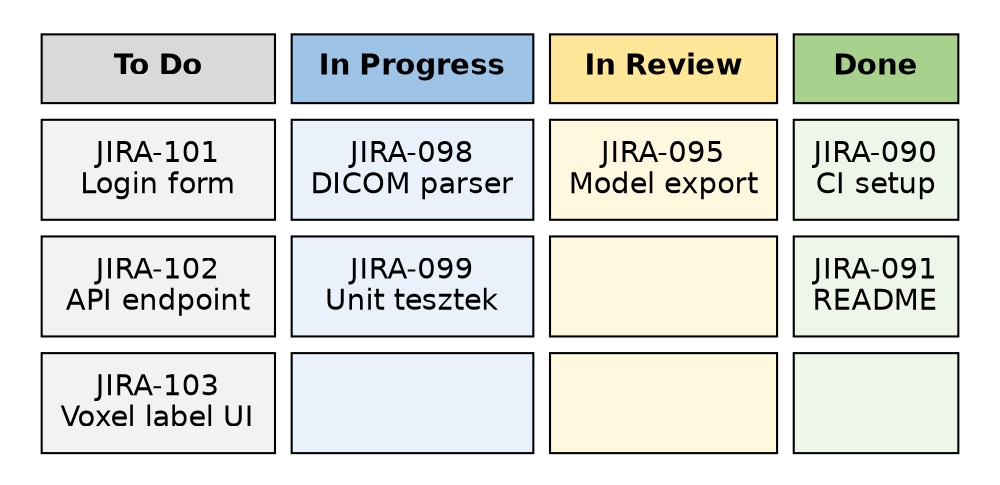 To Do
In Progress
In Review
Done
JIRA-101
Login form
JIRA-098
DICOM parser
JIRA-095
Model export
JIRA-090
CI setup
JIRA-102
API endpoint
JIRA-099
Unit tesztek
JIRA-091
README
JIRA-103
Voxel label UI